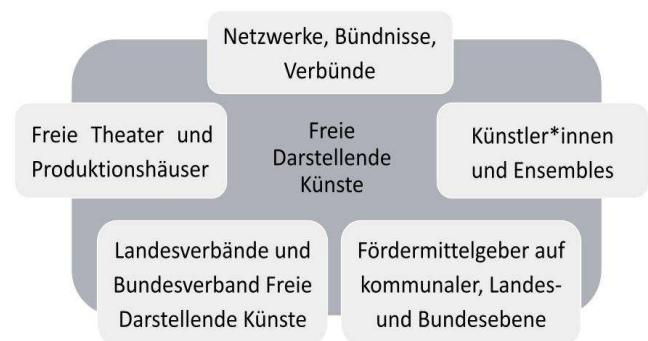 Netzwerke, Bündnisse,
Verbünde
Freie Theater und
Produktionshäuser
Freie
Darstellende
Künste
Künstler*innen
und Ensembles
Landesverbände und
Bundesverband Freie
Darstellende Künste
Fördermittelgeber auf
kommunaler, Landes-
und Bundesebene